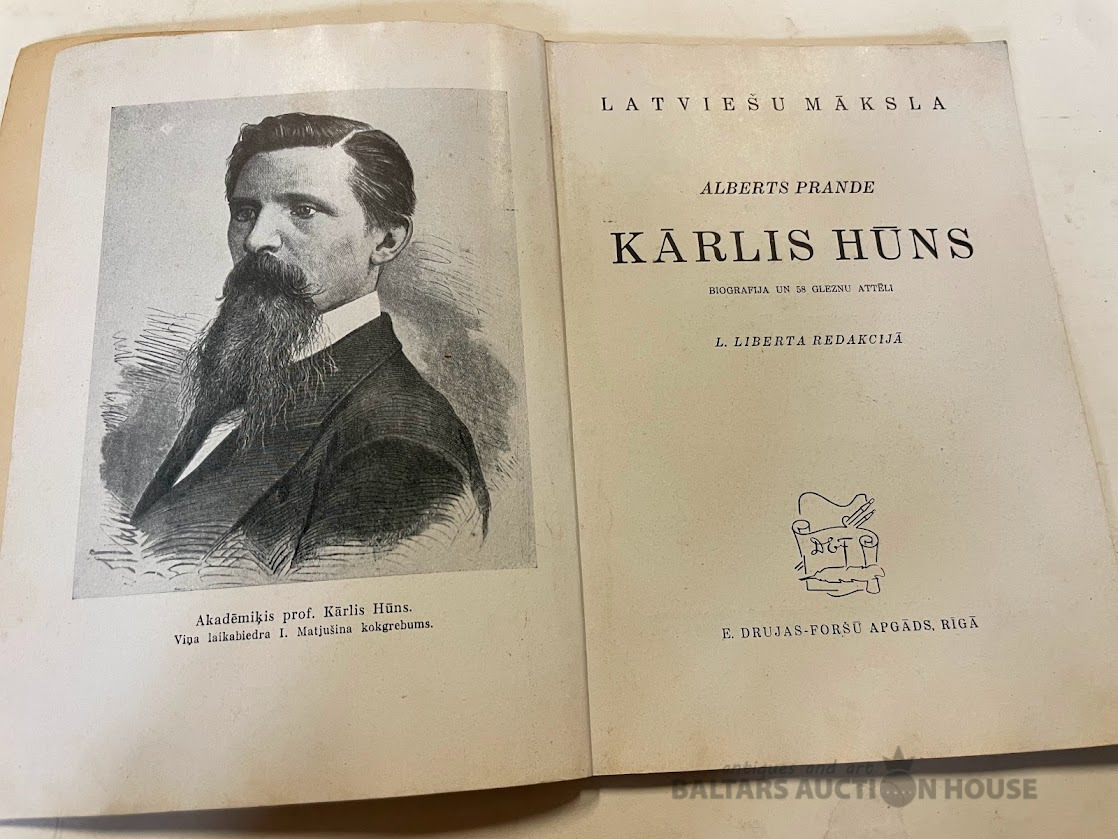 Akadēmiķis prof. Kārlis Hūns.
Viņa laikabiedra I. Matjušina kokgrebums.
LATVIEŠU MĀKSLA
ALBERTS PRANDE
KĀRLIS HŪNS
BIOGRAFIJA UN 58 GLEZNU ATTĒLI
L. LIBERTA REDAKCIJĀ
E. DRUJAS-FORŠŪ APGĀDS, RĪGĀ
antiques and art
BALTARS AUCTION HOUSE